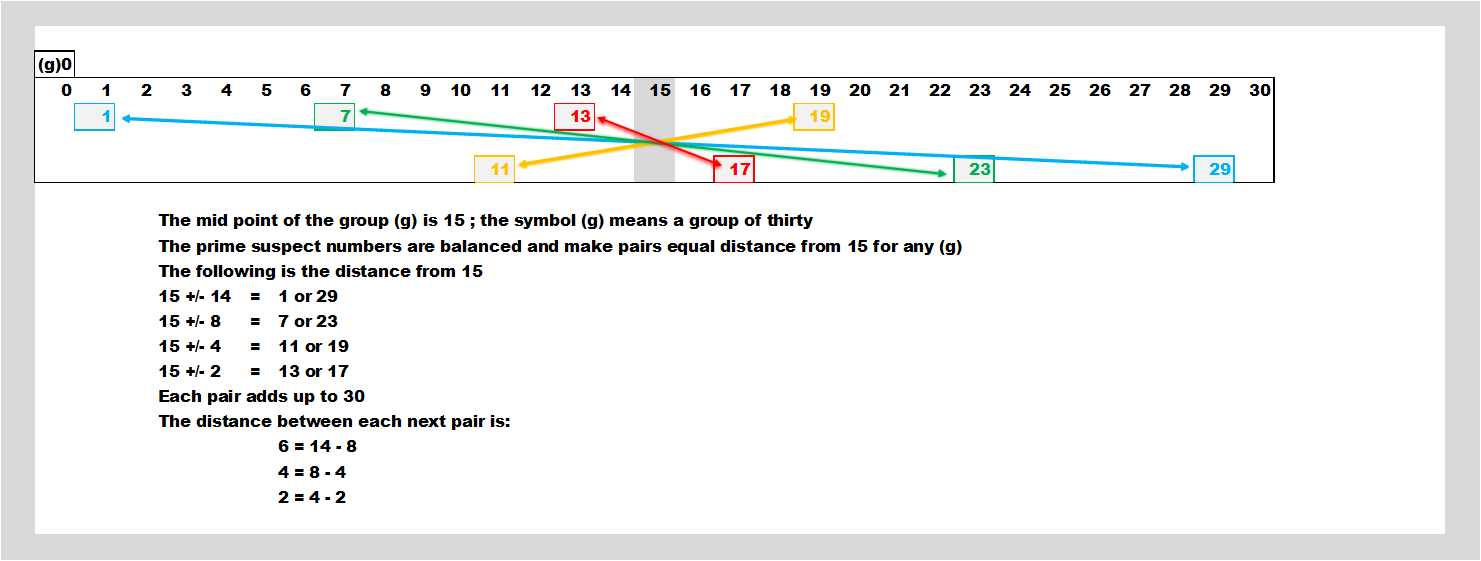 (g)0
0 1 2 3 4 5 6 7 8 9 10 11 12 13 14 15 16 17 18 19 20 21 22 23 24 25 26 27 28 29 30
1 7 13 19
11 17 23 29
The mid point of the group (g) is 15 ; the symbol (g) means a group of thirty
The prime suspect numbers are balanced and make pairs equal distance from 15 for any (g)
The following is the distance from 15
15 +/- 14 = 1 or 29
15 +/- 8 = 7 or 23
15 +/- 4 = 11 or 19
15 +/- 2 = 13 or 17
Each pair adds up to 30
The distance between each next pair is:
6 = 14 - 8
4 = 8 - 4
2 = 4 - 2